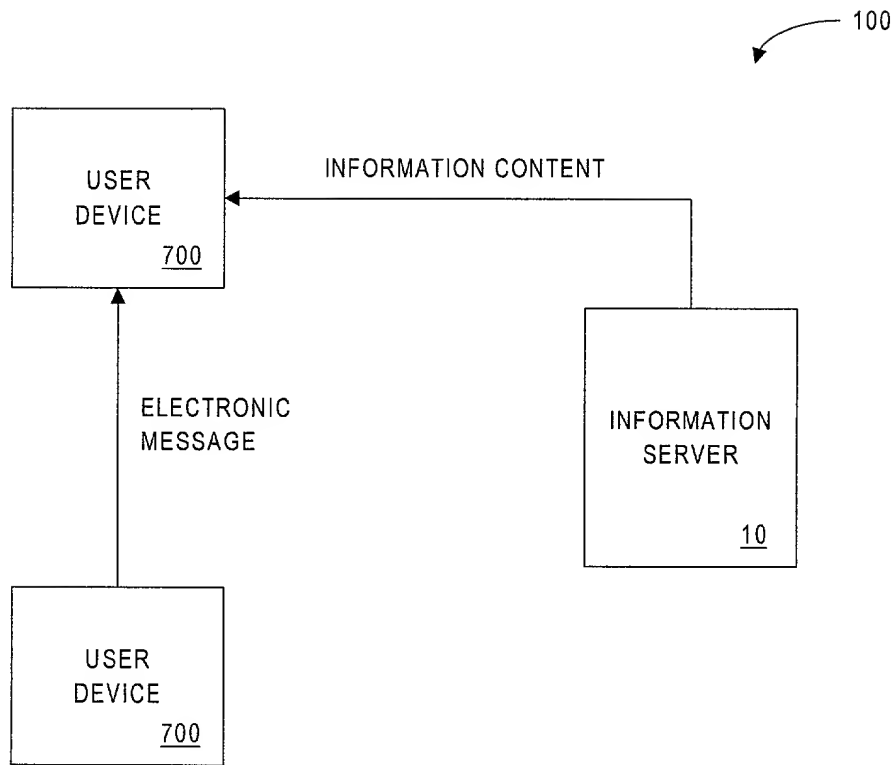 100
USER
DEVICE
700
INFORMATION CONTENT
ELECTRONIC
MESSAGE
INFORMATION
SERVER
10
USER
DEVICE
700